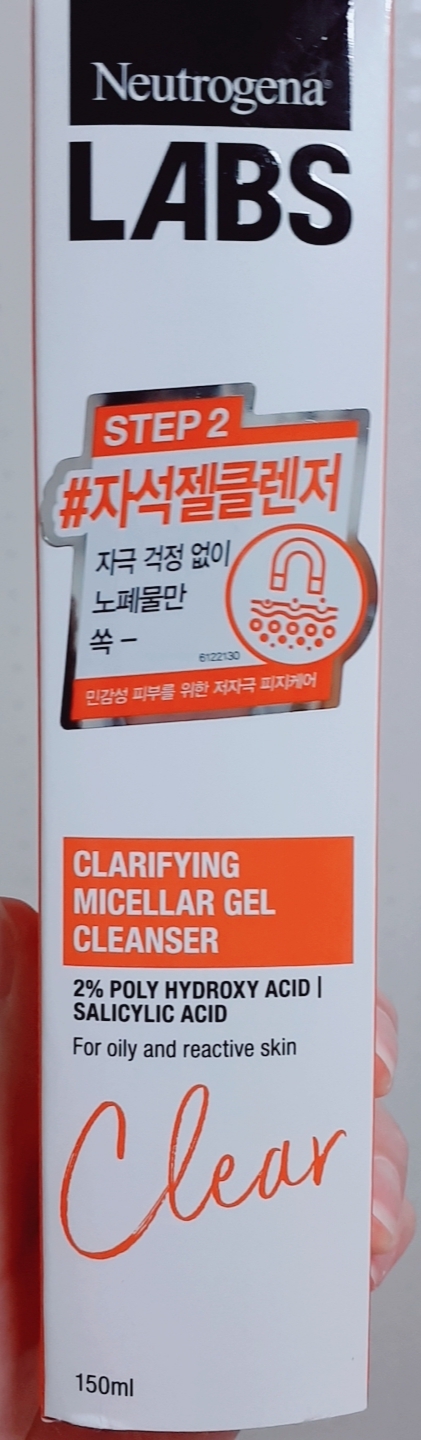 Neutrogena®
LABS
STEP 2
#자석젤클렌저
자극 걱정 없이
노폐물만
쏙 –
6122130
민감성 피부를 위한 저자극 피지케어
CLARIFYING
MICELLAR GEL
CLEANSER
2% POLY HYDROXY ACID |
SALICYLIC ACID
For oily and reactive skin
Clear
150ml